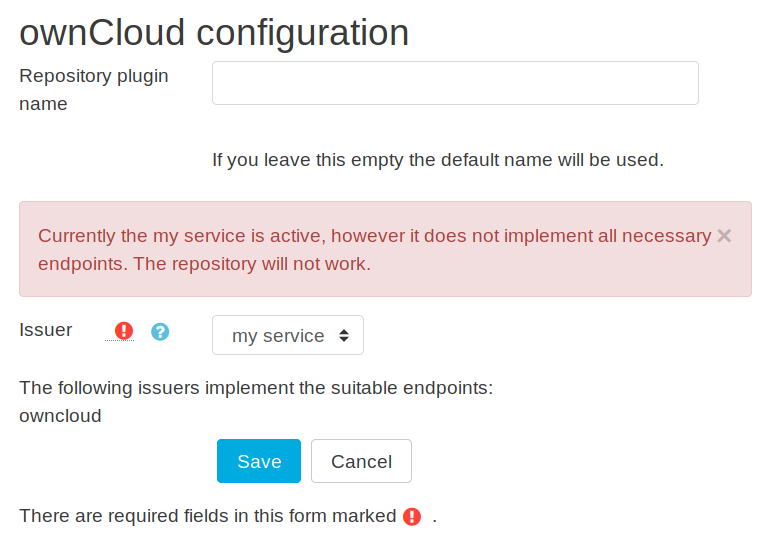 ownCloud configuration
Repository plugin
name
If you leave this empty the default name will be used.
Currently the my service is active, however it does not implement all necessary ×
endpoints. The repository will not work.
Issuer ! ? my service
The following issuers implement the suitable endpoints:
owncloud
Save Cancel
There are required fields in this form marked ! .